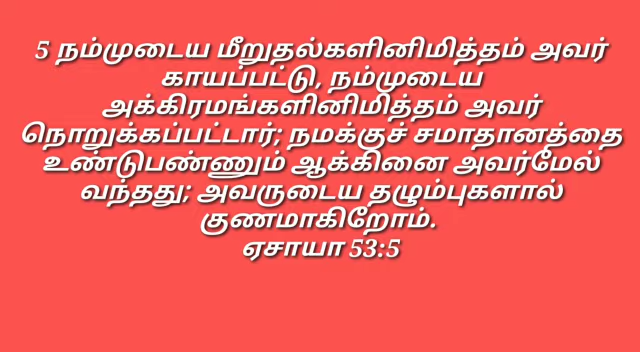 5 நம்முடைய மீறுதல்களினிமித்தம் அவர்
காயப்பட்டு, நம்முடைய
அக்கிரமங்களினிமித்தம் அவர்
நொறுக்கப்பட்டார்; நமக்குச் சமாதானத்தை
உண்டுபண்ணும் ஆக்கினை அவர்மேல்
வந்தது; அவருடைய தழும்புகளால்
குணமாகிறோம்.
ஏசாயா 53:5